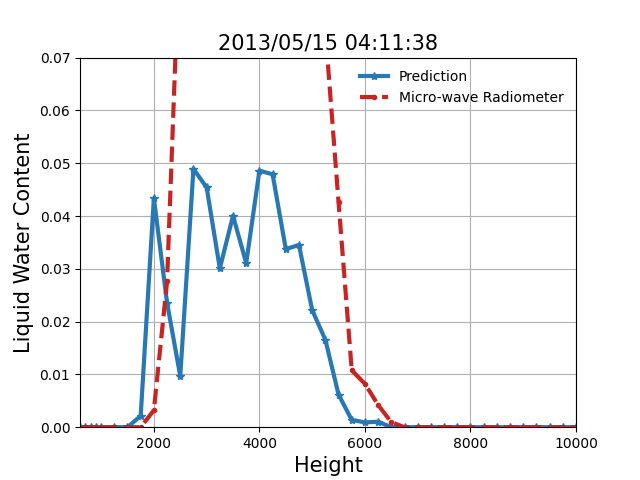 2013/05/15 04:11:38
Prediction
Micro-wave Radiometer
Liquid Water Content
0.07
0.06
0.05
0.04
0.03
0.02
0.01
0.00
2000 4000 6000 8000 10000
Height